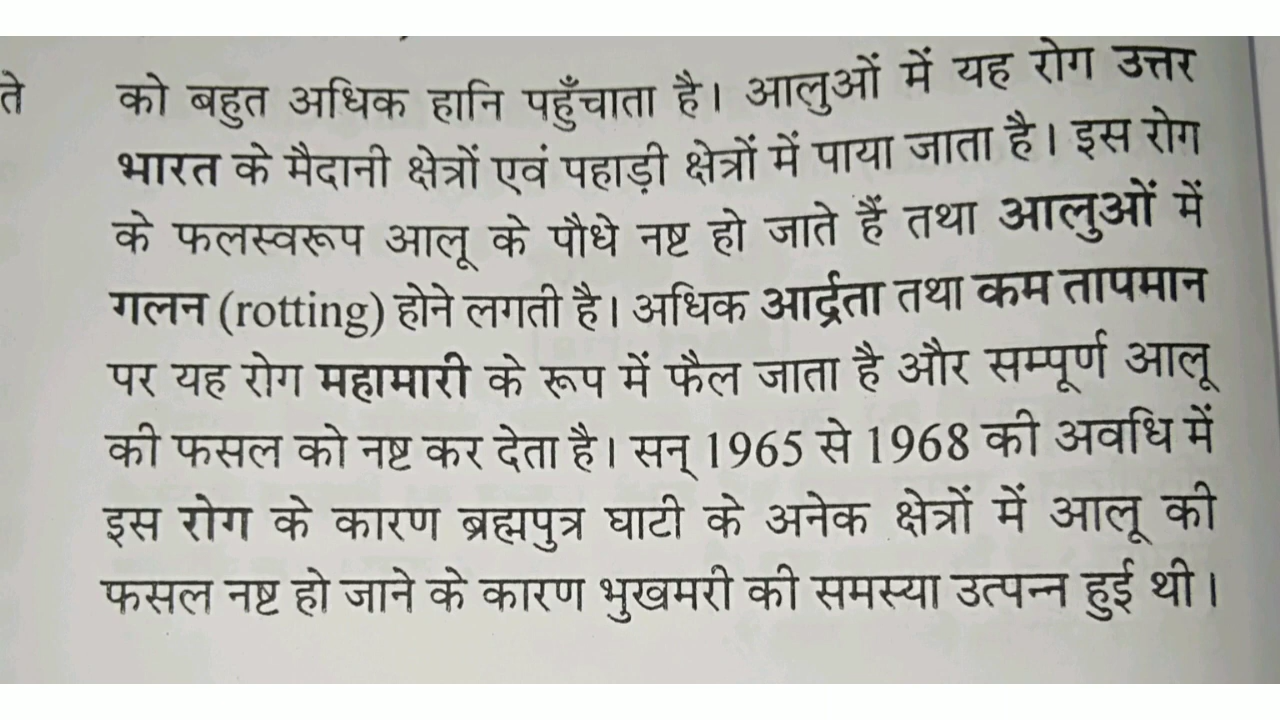 ते
को बहुत अधिक हानि पहुँचाता है। आलुओं में यह रोग उत्तर
भारत के मैदानी क्षेत्रों एवं पहाड़ी क्षेत्रों में पाया जाता है। इस रोग
के फलस्वरूप आलू के पौधे नष्ट हो जाते हैं तथा आलुओं में
गलन (rotting) होने लगती है। अधिक आर्द्रता तथा कम तापमान
पर यह रोग महामारी के रूप में फैल जाता है और सम्पूर्ण आलू
की फसल को नष्ट कर देता है। सन् 1965 से 1968 की अवधि में
इस रोग के कारण ब्रह्मपुत्र घाटी के अनेक क्षेत्रों में आलू की
फसल नष्ट हो जाने के कारण भुखमरी की समस्या उत्पन्न हुई थी।